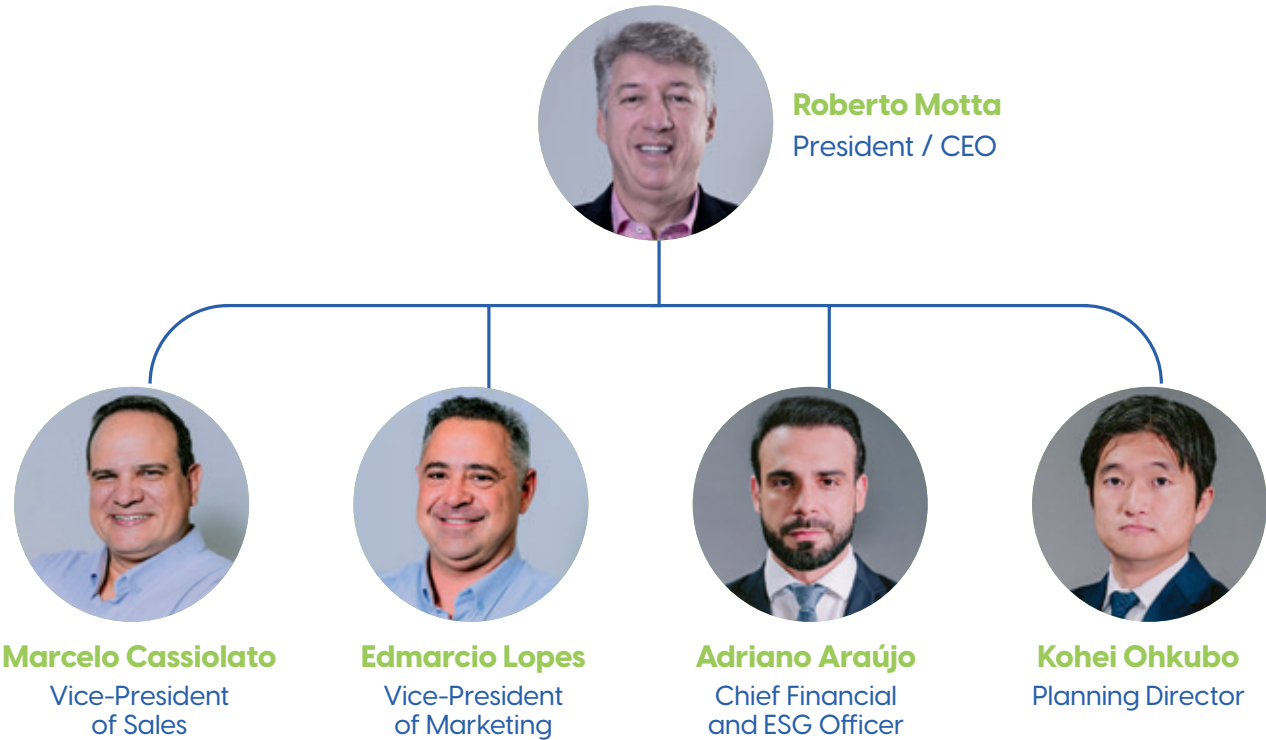 Roberto Motta
President / CEO
Marcelo Cassiolato
Vice-President
of Sales
Edmarcio Lopes
Vice-President
of Marketing
Adriano Araújo
Chief Financial
and ESG Officer
Kohei Ohkubo
Planning Director